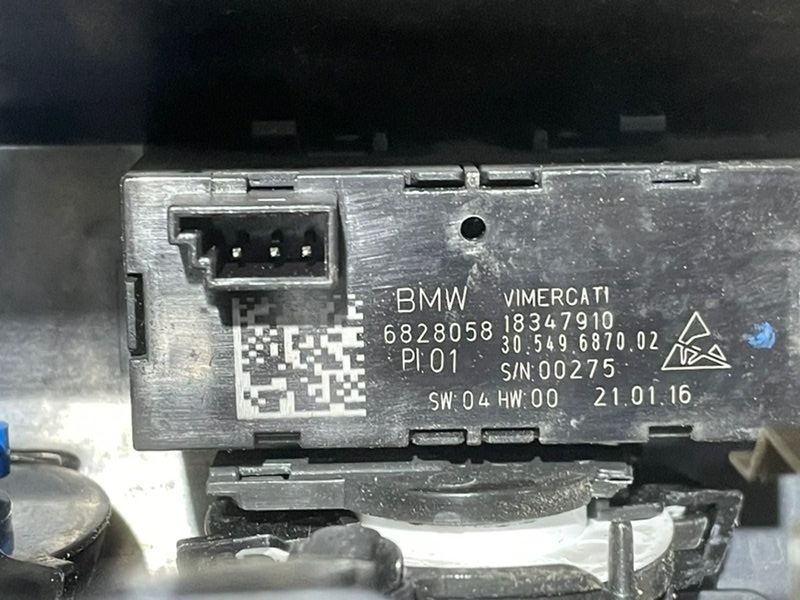 BMW VIMERCATI
6828058 18347910
PI.01 30.549.6870.02
S/N:00275
SW:04 HW:00 21.01.16